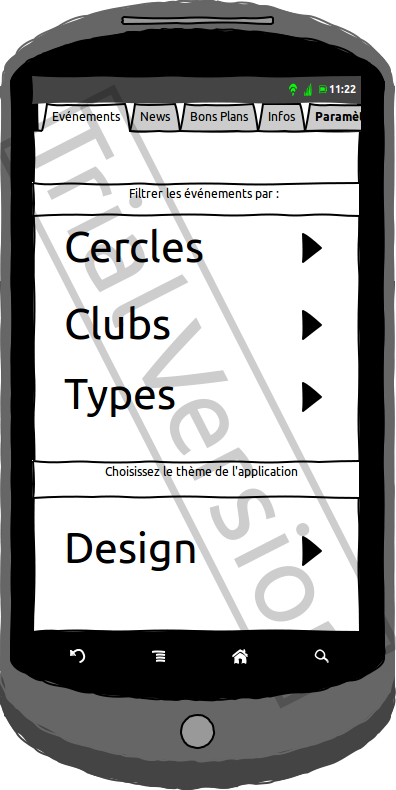 11:22
Evénements News Bons Plans Infos Paramèt
Filtrer les événements par :
Cercles
Clubs
Types
Choisissez le thème de l'application
Design
Trial Version